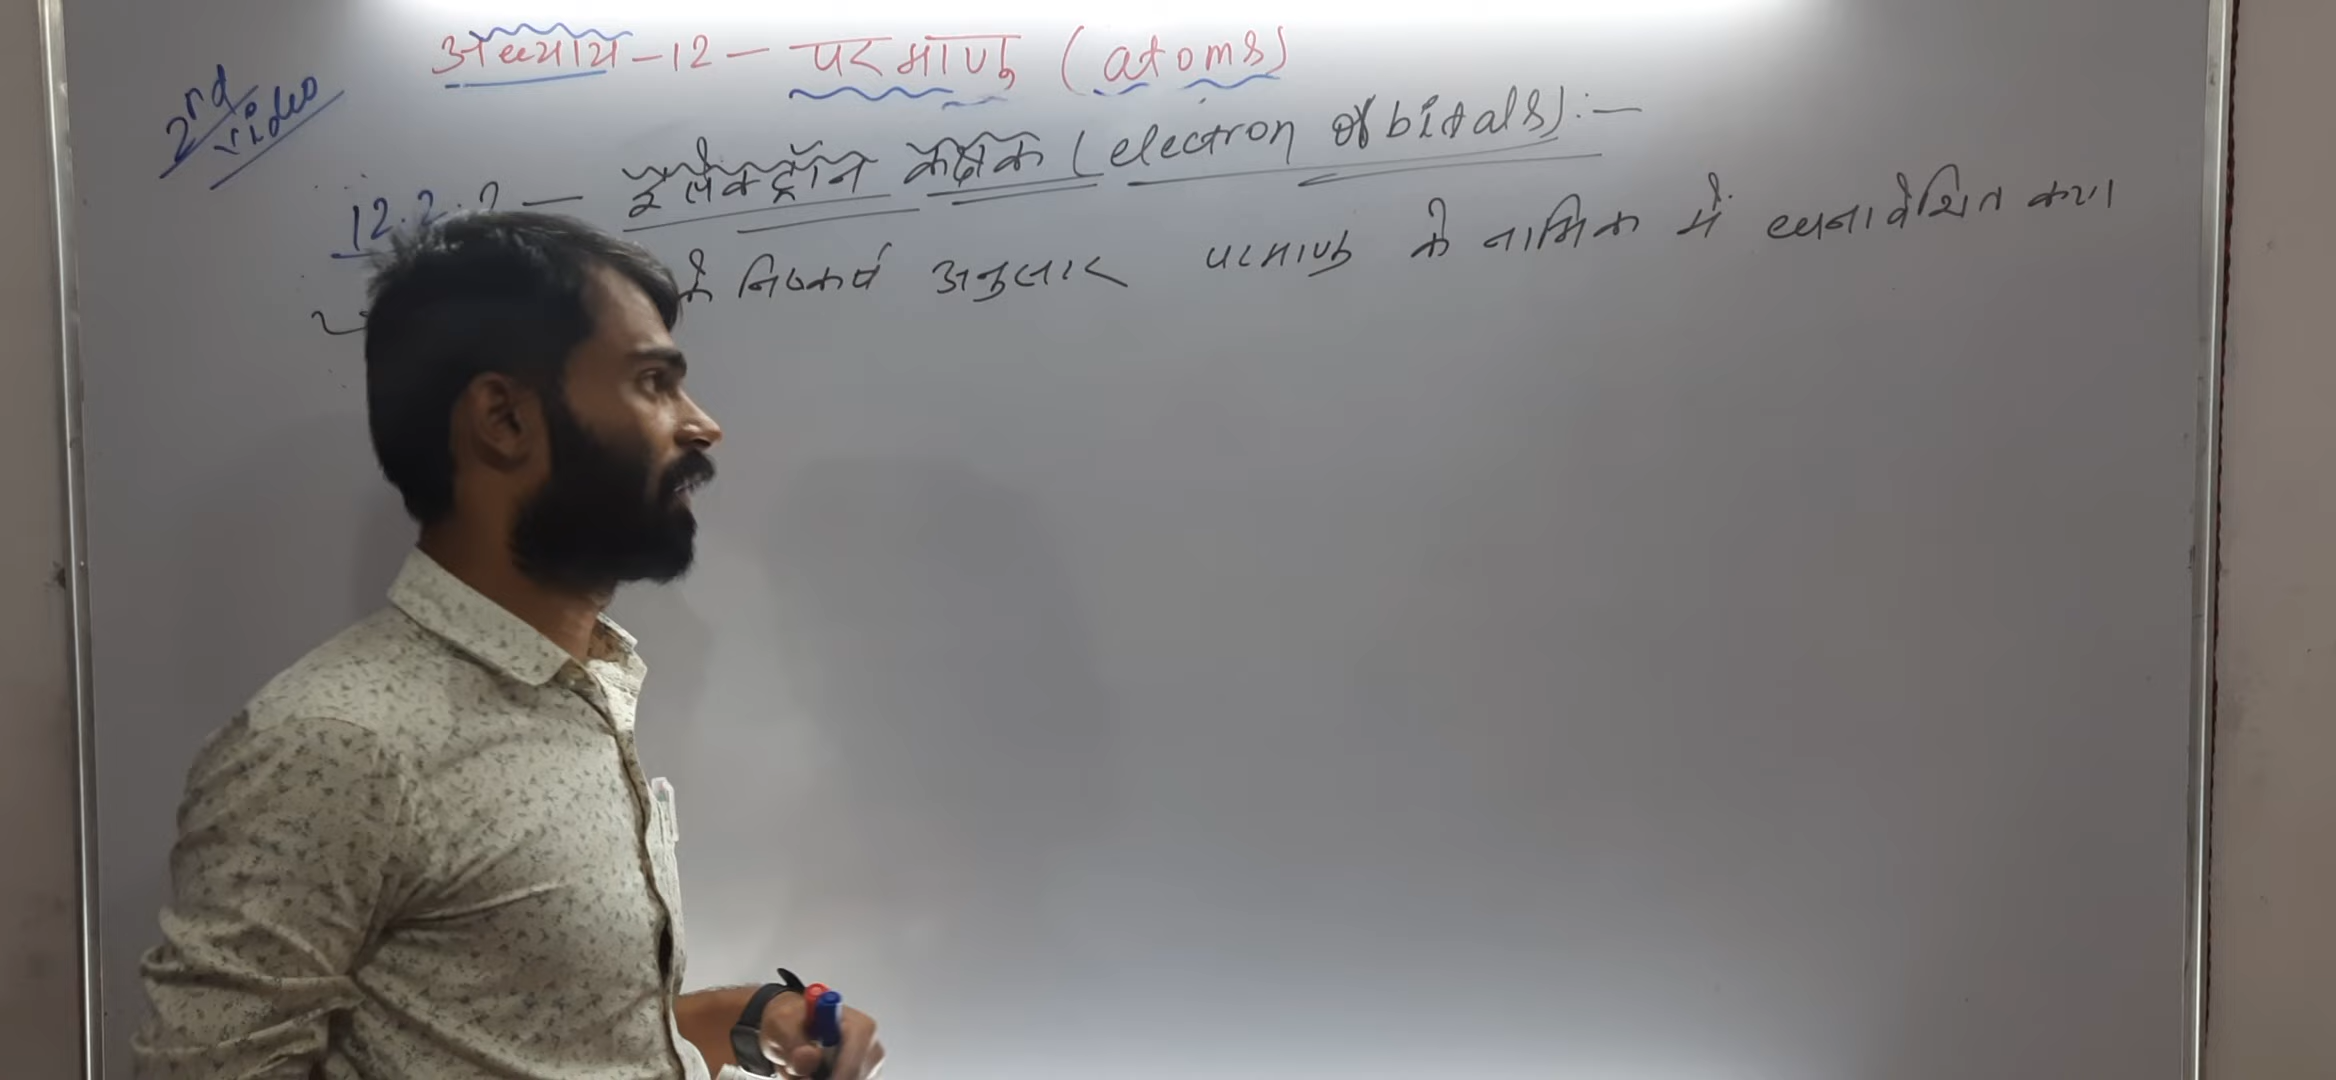 अध्याय - 12 - परमाणु (atoms)
2nd video
12.2.2 — इलेक्ट्रॉन कक्षक (electron orbitals) :-
के निष्कर्ष अनुसार परमाणु के नाभिक में धनावेशित कण।